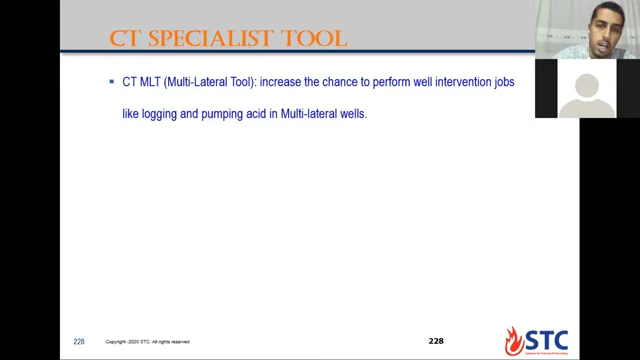 CT SPECIALIST TOOL
CT MLT (Multi-Lateral Tool): increase the chance to perform well intervention jobs
like logging and pumping acid in Multi-lateral wells.
228
Copyright -2020 STC. All rights reserved
228
STC